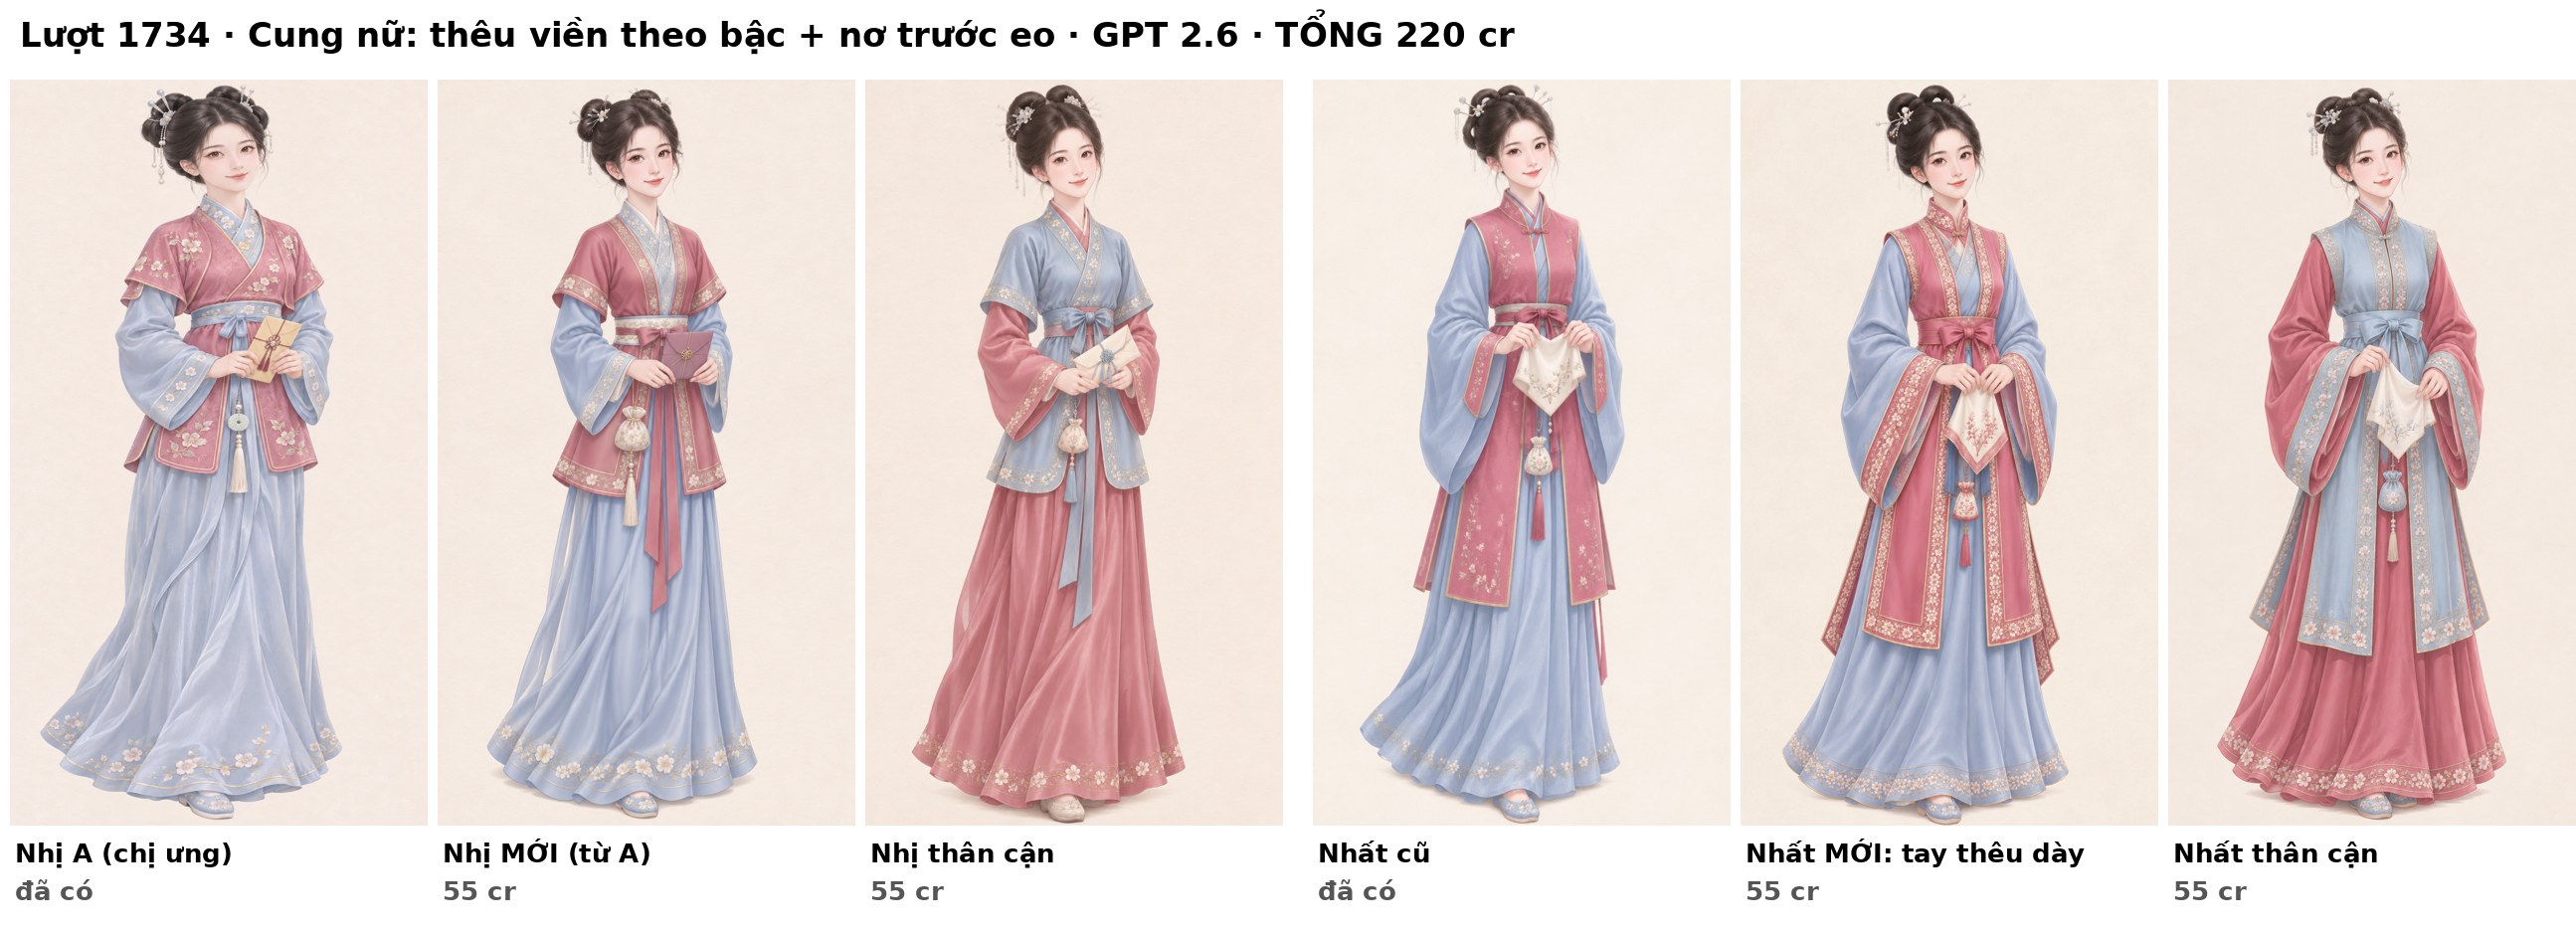 Lượt 1734 · Cung nữ: thêu viền theo bậc + nơ trước eo · GPT 2.6 · TỔNG 220 cr
Nhị A (chị ưng)
đã có
Nhị MỚI (từ A)
55 cr
Nhị thân cận
55 cr
Nhất cũ
đã có
Nhất MỚI: tay thêu dày
55 cr
Nhất thân cận
55 cr